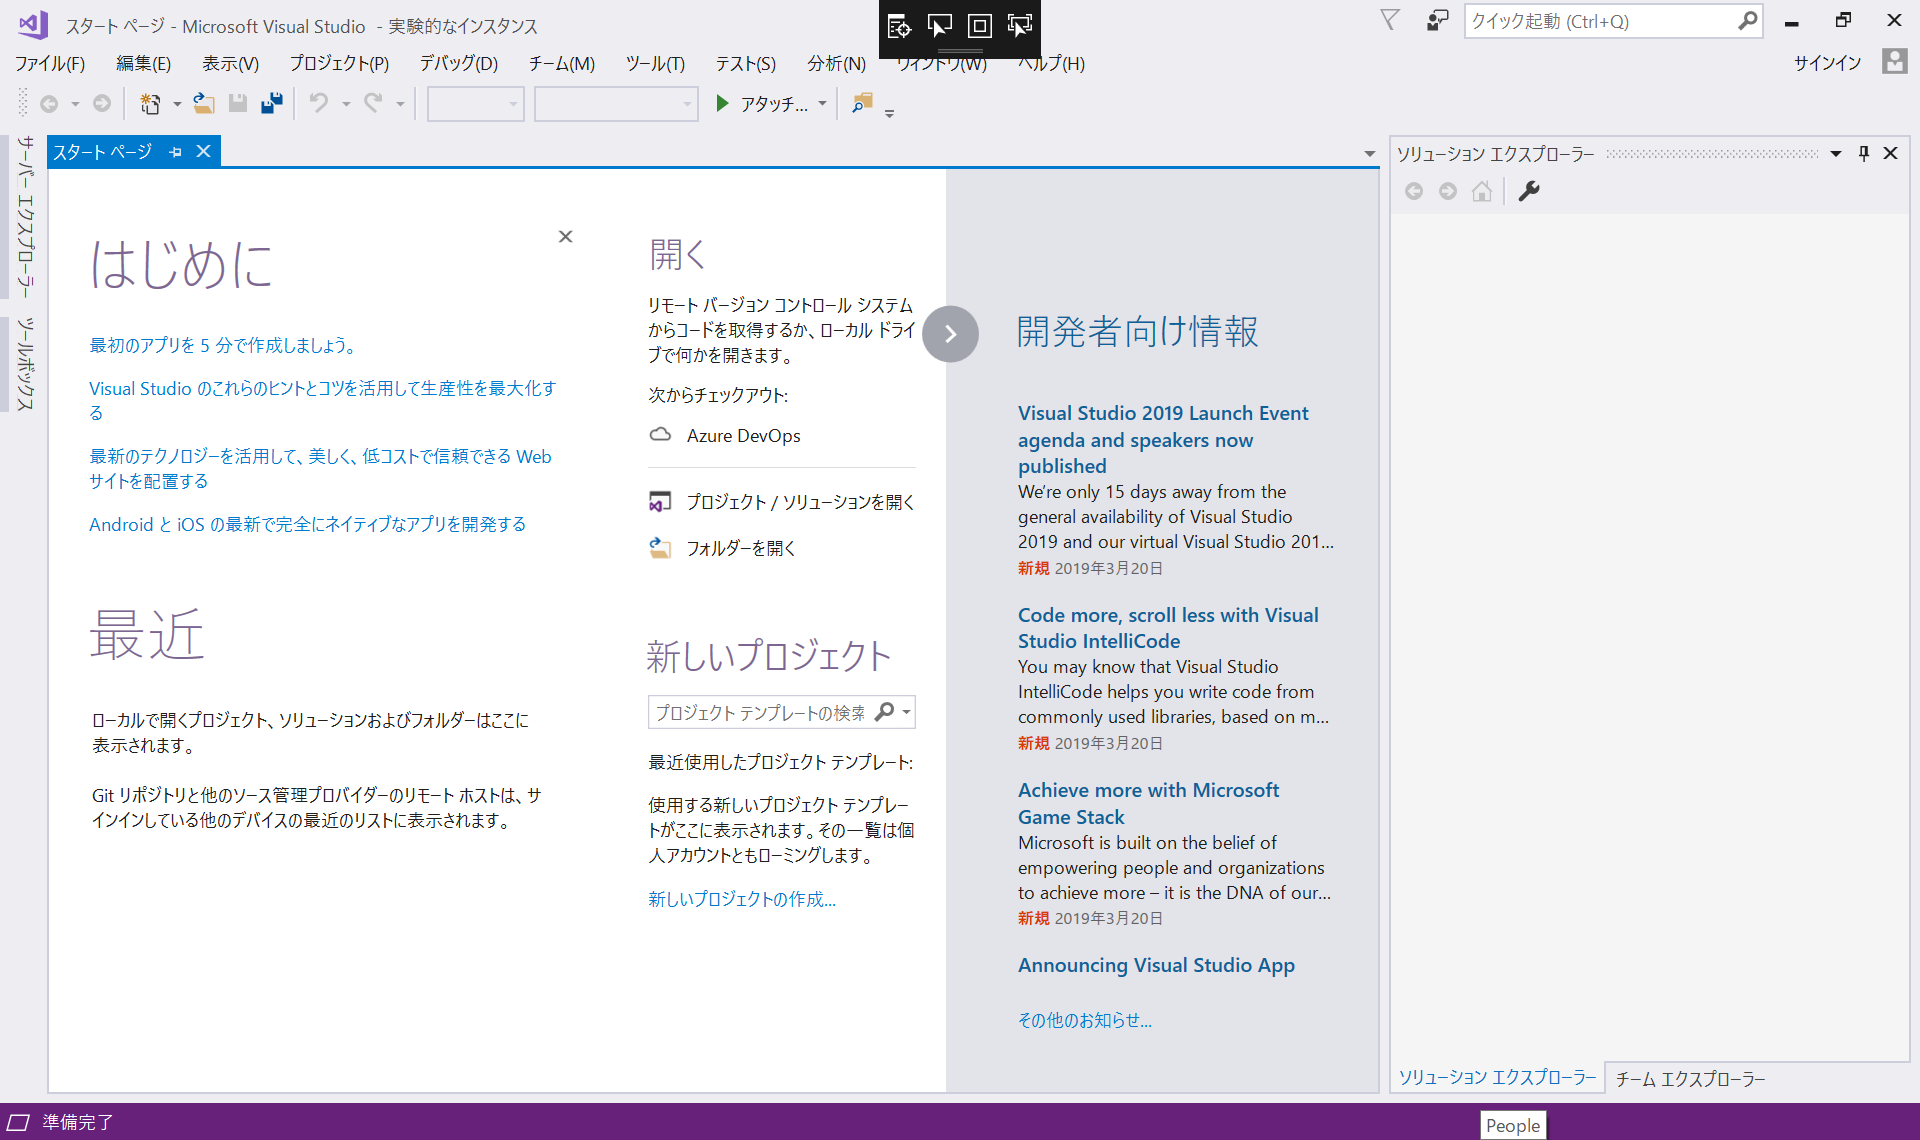 スタート ページ - Microsoft Visual Studio - 実験的なインスタンス
クイック起動 (Ctrl+Q)
ファイル(F) 編集(E) 表示(V) プロジェクト(P) デバッグ(D) チーム(M) ツール(T) テスト(S) 分析(N) ウィンドウ(W) ヘルプ(H)
サインイン
アタッチ...
サーバー エクスプローラー
ツールボックス
スタート ページ
はじめに
最初のアプリを 5 分で作成しましょう。
Visual Studio のこれらのヒントとコツを活用して生産性を最大化す
る
最新のテクノロジーを活用して、美しく、低コストで信頼できる Web
サイトを配置する
Android と iOS の最新で完全にネイティブなアプリを開発する
最近
ローカルで開くプロジェクト、ソリューションおよびフォルダーはここに
表示されます。
Git リポジトリと他のソース管理プロバイダーのリモート ホストは、サ
インインしている他のデバイスの最近のリストに表示されます。
開く
リモート バージョン コントロール システム
からコードを取得するか、ローカル ドライ
ブで何かを開きます。
次からチェックアウト:
Azure DevOps
プロジェクト / ソリューションを開く
フォルダーを開く
新しいプロジェクト
プロジェクト テンプレートの検索
最近使用したプロジェクト テンプレート:
使用する新しいプロジェクト テンプレー
トがここに表示されます。その一覧は個
人アカウントともローミングします。
新しいプロジェクトの作成...
開発者向け情報
Visual Studio 2019 Launch Event
agenda and speakers now
published
We're only 15 days away from the
general availability of Visual Studio
2019 and our virtual Visual Studio 201...
新規 2019年3月20日
Code more, scroll less with Visual
Studio IntelliCode
You may know that Visual Studio
IntelliCode helps you write code from
commonly used libraries, based on m...
新規 2019年3月20日
Achieve more with Microsoft
Game Stack
Microsoft is built on the belief of
empowering people and organizations
to achieve more – it is the DNA of our...
新規 2019年3月20日
Announcing Visual Studio App
その他のお知らせ...
ソリューション エクスプローラー
ソリューション エクスプローラー
チーム エクスプローラー
準備完了
People